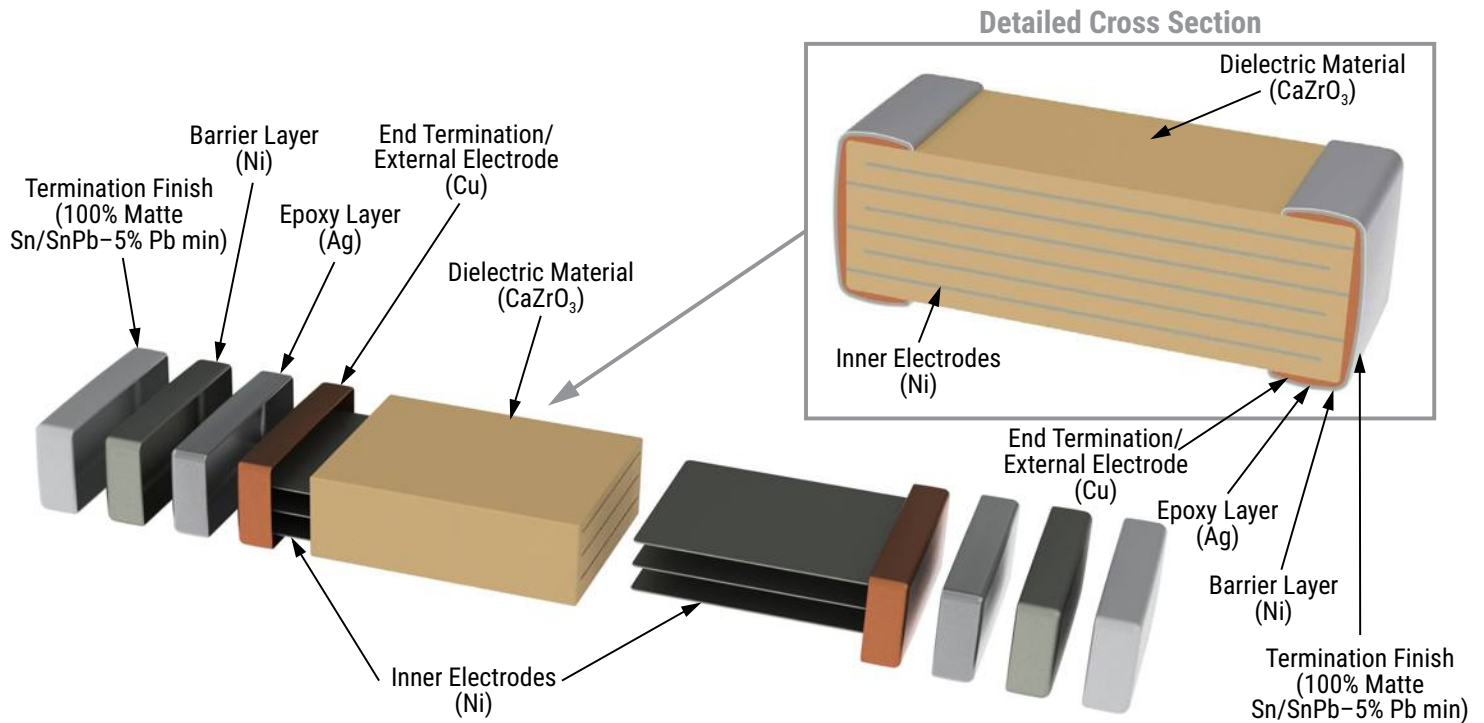 Detailed Cross Section
Dielectric Material
(CaZrO₃)
Inner Electrodes
(Ni)
End Termination/
External Electrode
(Cu)
Epoxy Layer
(Ag)
Barrier Layer
(Ni)
Termination Finish
(100% Matte
Sn/SnPb–5% Pb min)
Termination Finish
(100% Matte
Sn/SnPb–5% Pb min)
Barrier Layer
(Ni)
Epoxy Layer
(Ag)
End Termination/
External Electrode
(Cu)
Dielectric Material
(CaZrO₃)
Inner Electrodes
(Ni)